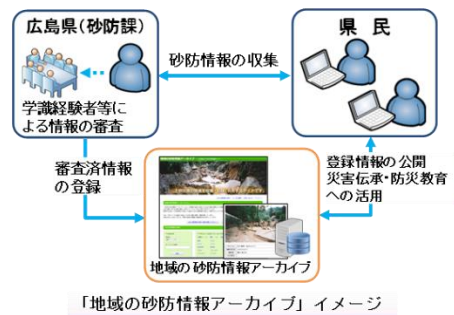 広島県(砂防課)
県 民
砂防情報の収集
学識経験者等に
よる情報の審査
審査済情報
の登録
登録情報の公開
災害伝承・防災教育
への活用
地域の砂防情報アーカイブ
「地域の砂防情報アーカイブ」イメージ